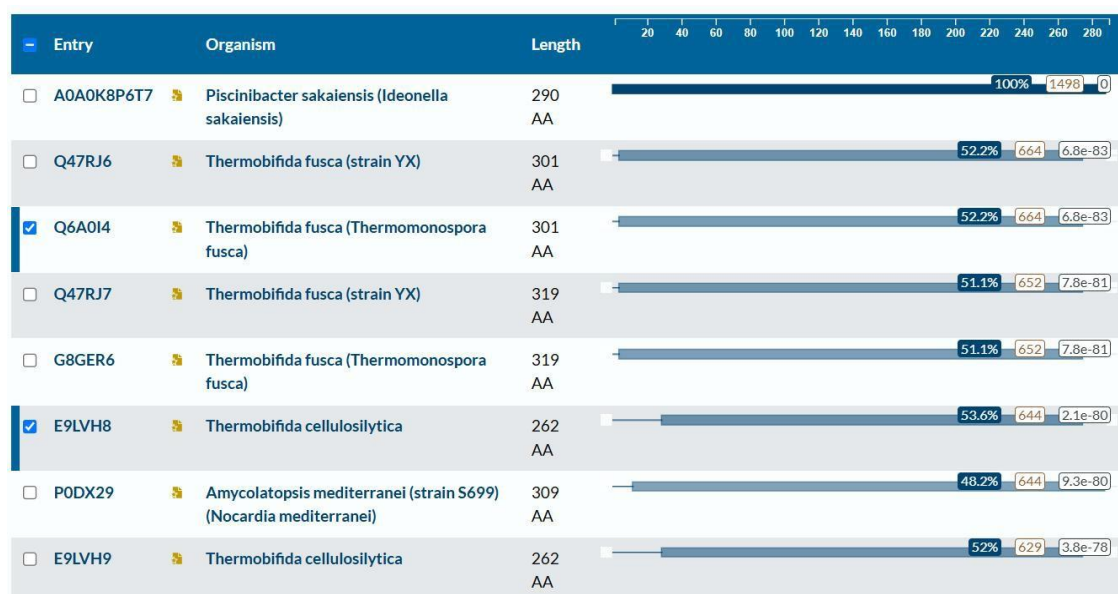 Entry Organism Length 20 40 60 80 100 120 140 160 180 200 220 240 260 280
A0A0K8P6T7 Piscinibacter sakaiensis (Ideonella 290 100% 1498 0
sakaiensis) AA
Q47RJ6 Thermobifida fusca (strain YX) 301 52.2% 664 6.8e-83
AA
Q6A0I4 Thermobifida fusca (Thermomonospora 301 52.2% 664 6.8e-83
fusca) AA
Q47RJ7 Thermobifida fusca (strain YX) 319 51.1% 652 7.8e-81
AA
G8GER6 Thermobifida fusca (Thermomonospora 319 51.1% 652 7.8e-81
fusca) AA
E9LVH8 Thermobifida cellulosilytica 262 53.6% 644 2.1e-80
AA
P0DX29 Amycolatopsis mediterranei (strain S699) 309 48.2% 644 9.3e-80
(Nocardia mediterranei) AA
E9LVH9 Thermobifida cellulosilytica 262 52% 629 3.8e-78
AA